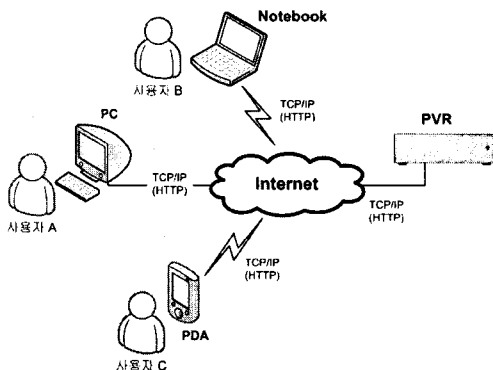 Notebook
사용자 B
TCP/IP
(HTTP)
PC
PVR
Internet
TCP/IP
(HTTP)
사용자 A
TCP/IP
(HTTP)
TCP/IP
(HTTP)
PDA
사용자 C